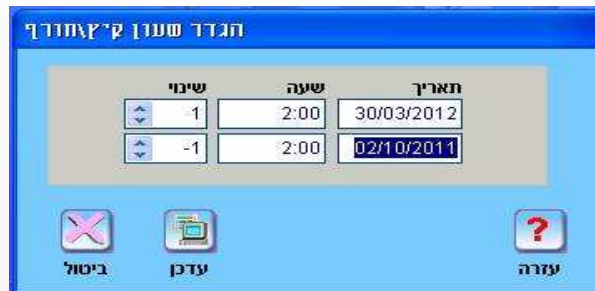 הגדר שעון קיץ\חורף
תאריך שעה שינוי
30/03/2012 2:00 1
02/10/2011 2:00 -1
?
עזרה עדכן ביטול